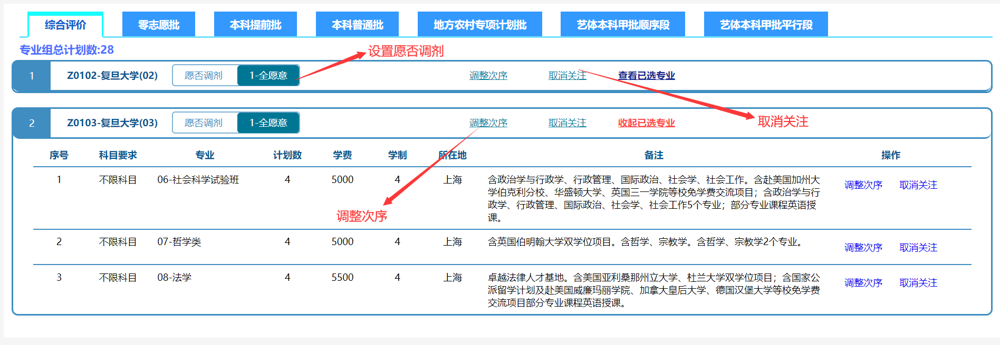 综合评价 零志愿批 本科提前批 本科普通批 地方农村专项计划批 艺体本科甲批顺序段 艺体本科甲批平行段
专业组总计划数:28
设置愿否调剂
1 Z0102-复旦大学(02) 愿否调剂 1-全愿意 调整次序 取消关注 查看已选专业
取消关注
2 Z0103-复旦大学(03) 愿否调剂 1-全愿意 调整次序 取消关注 收起已选专业
序号 科目要求 专业 计划数 学费 学制 所在地 备注 操作
1 不限科目 06-社会科学试验班 4 5000 4 上海 含政治学与行政学、行政管理、国际政治、社会学、社会工作。含赴美国加州大
学伯克利分校、华盛顿大学、英国三一学院等校免学费交流项目；含政治学与行
政学、行政管理、国际政治、社会学、社会工作5个专业；部分专业课程英语授
课。
调整次序 取消关注
调整次序
2 不限科目 07-哲学类 4 5000 4 上海 含英国伯明翰大学双学位项目。含哲学、宗教学。含哲学、宗教学2个专业。
调整次序 取消关注
3 不限科目 08-法学 4 5500 4 上海 卓越法律人才基地。含美国亚利桑那州立大学、杜兰大学双学位项目；含国家公
派留学计划及赴美国威廉玛丽学院、加拿大皇后大学、德国汉堡大学等校免学费
交流项目部分专业课程英语授课。
调整次序 取消关注